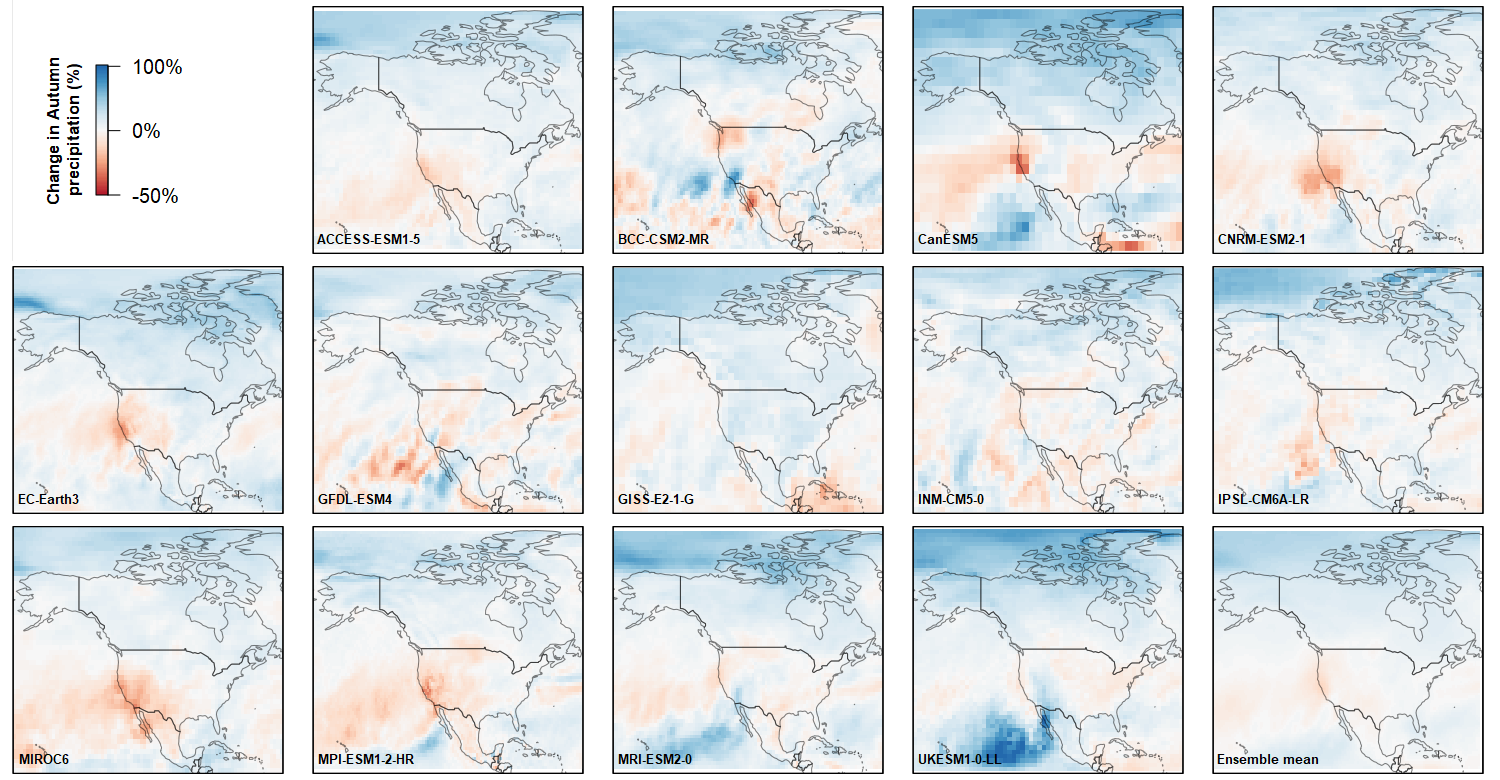 Change in Autumn
precipitation (%)
100%
0%
-50%
ACCESS-ESM1-5
BCC-CSM2-MR
CanESM5
CNRM-ESM2-1
EC-Earth3
GFDL-ESM4
GISS-E2-1-G
INM-CM5-0
IPSL-CM6A-LR
MIROC6
MPI-ESM1-2-HR
MRI-ESM2-0
UKESM1-0-LL
Ensemble mean